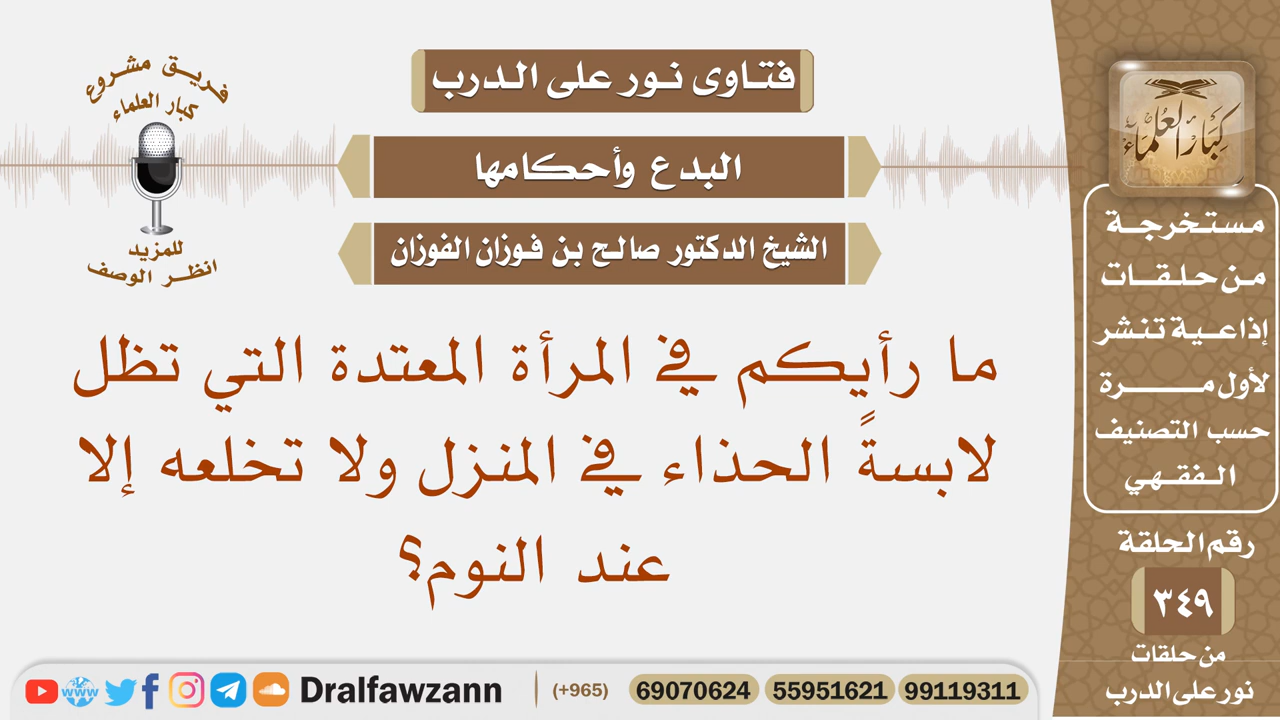 فتاوى نور على الدرب
البدع وأحكامها
الشيخ الدكتور صالح بن فوزان الفوزان
فريق مشروع
كبار العلماء
للمزيد
انظر الوصف
ما رأيكم في المرأة المعتدة التي تظل
لابسةً الحذاء في المنزل ولا تخلعه إلا
عند النوم؟
كبار العلماء
مستخرجة
من حلقات
إذاعية تنشر
لأول مرة
حسب التصنيف
الفقهي
رقم الحلقة
٣٤٩
من حلقات
نور على الدرب
www Dralfawzann (+965) 69070624 55951621 99119311